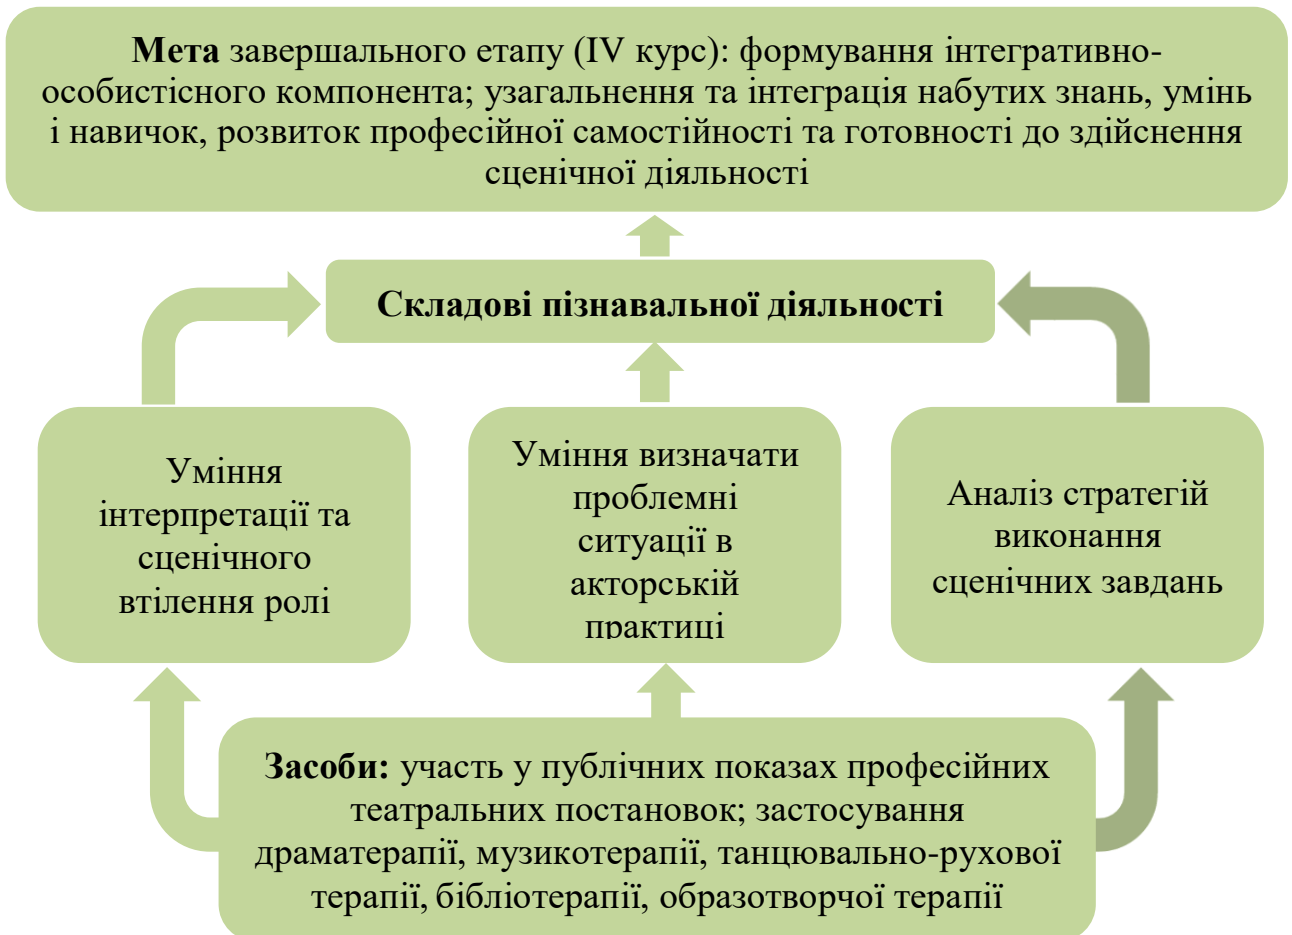 Мета завершального етапу (IV курс): формування інтегративно-
особистісного компонента; узагальнення та інтеграція набутих знань, умінь
і навичок, розвиток професійної самостійності та готовності до здійснення
сценічної діяльності
Складові пізнавальної діяльності
Уміння
інтерпретації та
сценічного
втілення ролі
Уміння визначати
проблемні
ситуації в
акторській
практиці
Аналіз стратегій
виконання
сценічних завдань
Засоби: участь у публічних показах професійних
театральних постановок; застосування
драматерапії, музикотерапії, танцювально-рухової
терапії, бібліотерапії, образотворчої терапії